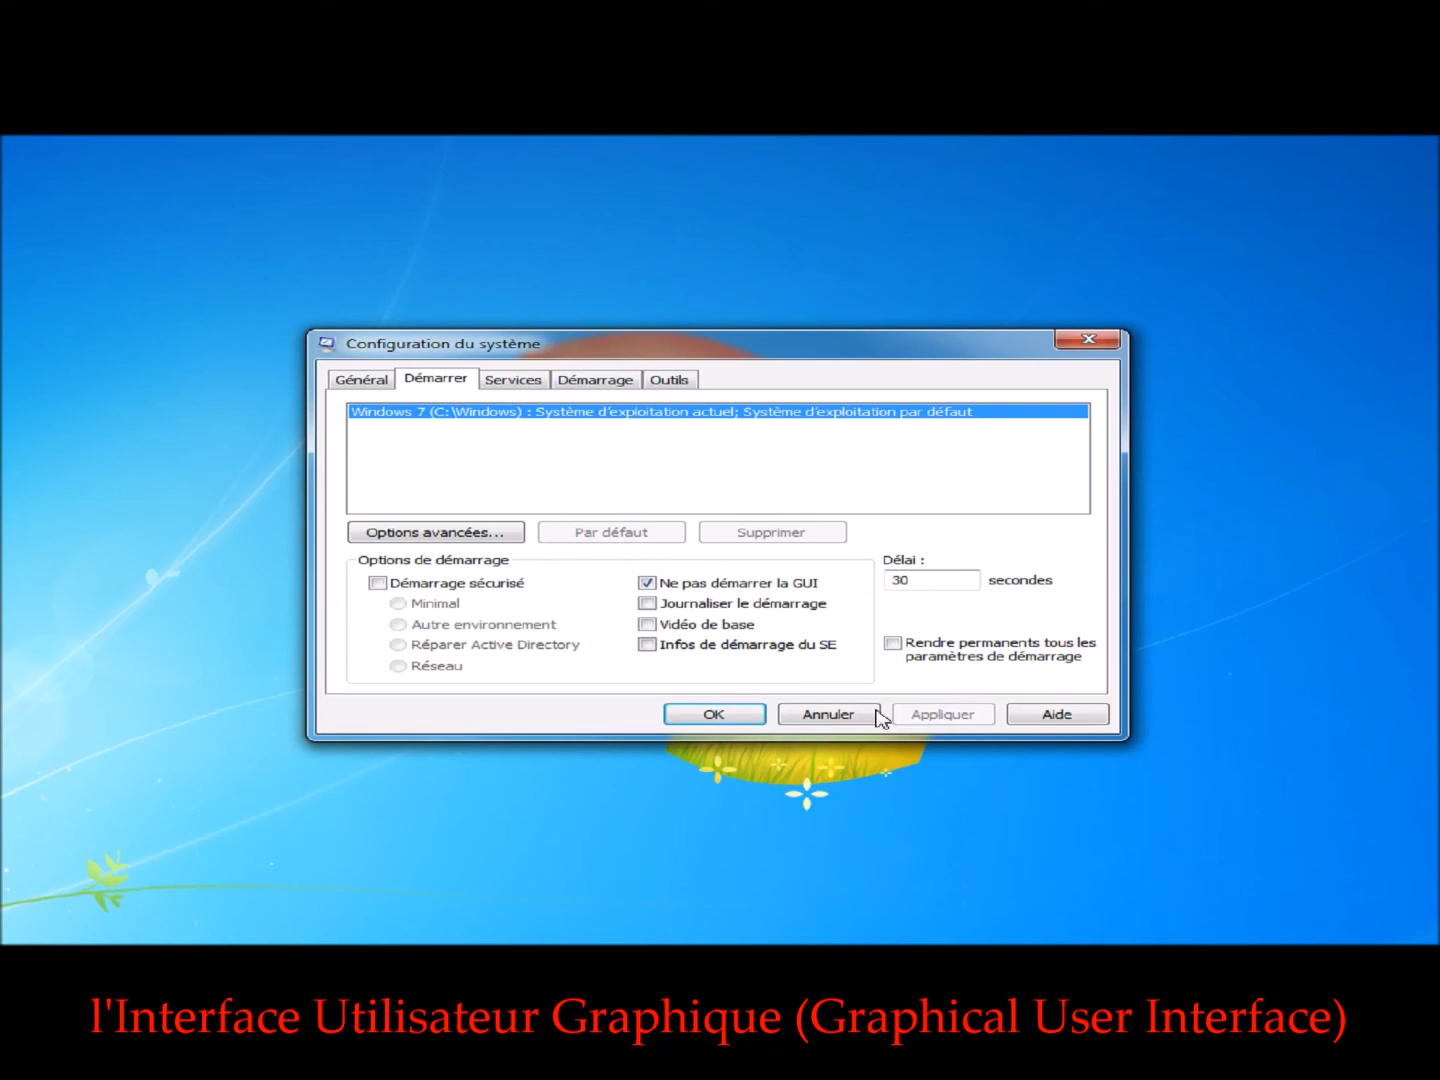 Configuration du système
Général Démarrer Services Démarrage Outils
Windows 7 (C:\Windows) : Système d'exploitation actuel; Système d'exploitation par défaut
Options avancées... Par défaut Supprimer
Options de démarrage
Délai :
Démarrage sécurisé
Ne pas démarrer la GUI
30 secondes
Minimal
Journaliser le démarrage
Autre environnement
Vidéo de base
Réparer Active Directory
Infos de démarrage du SE
Rendre permanents tous les
paramètres de démarrage
Réseau
OK Annuler Appliquer Aide
l'Interface Utilisateur Graphique (Graphical User Interface)